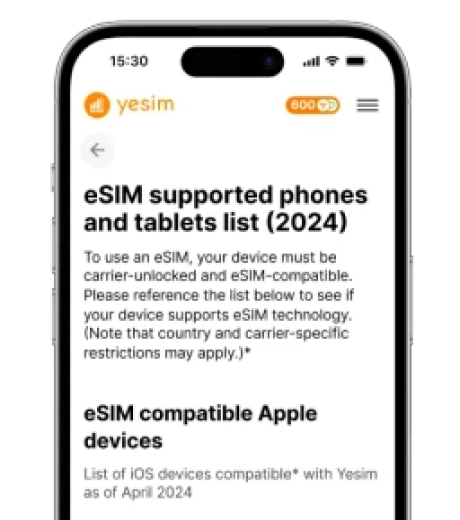 15:30
yesim
600
eSIM supported phones
and tablets list (2024)
To use an eSIM, your device must be
carrier-unlocked and eSIM-compatible.
Please reference the list below to see if
your device supports eSIM technology.
(Note that country and carrier-specific
restrictions may apply.)*
eSIM compatible Apple
devices
List of iOS devices compatible* with Yesim
as of April 2024